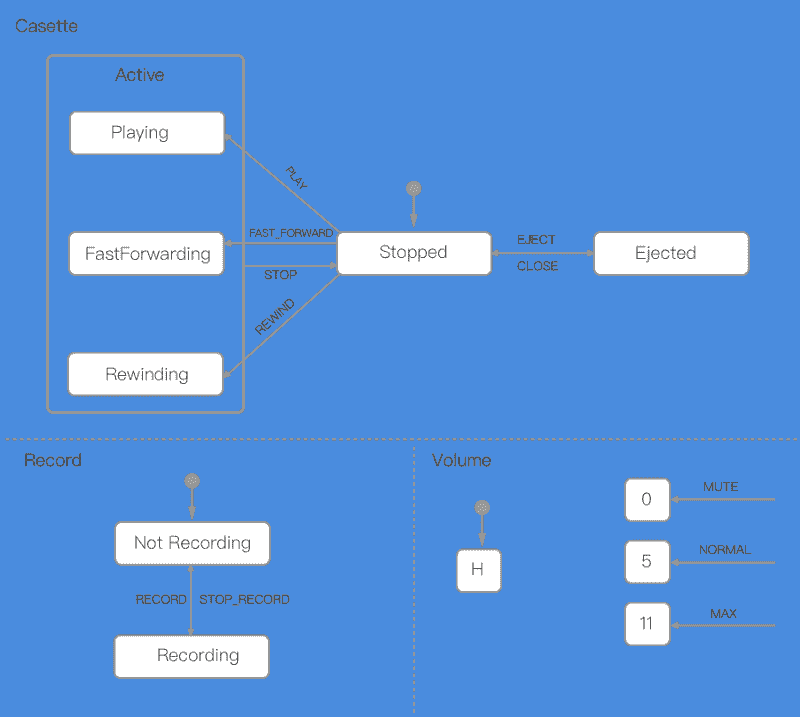 Casette
Active
Playing
PLAY
FAST_FORWARD
FastForwarding
Stopped
EJECT
CLOSE
Ejected
STOP
REWIND
Rewinding
Record
Not Recording
RECORD
STOP_RECORD
Recording
Volume
H
0
MUTE
5
NORMAL
11
MAX